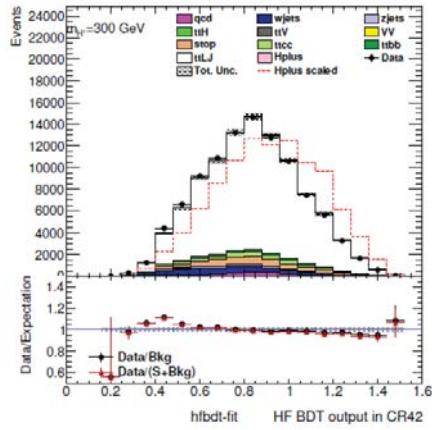 Events
24000
22000
20000
18000
16000
14000
12000
10000
8000
6000
4000
2000
0
=300 GeV
qcd
wjets
zjets
ttH
ttV
VV
stop
ttcc
ttbb
ttLJ
Hplus
Data
Tot. Unc.
Hplus scaled
Data/Expectation
1.4
1.2
1
0.8
0.6
Data/Bkg
Data/(S+Bkg)
0 0.2 0.4 0.6 0.8 1.0 1.2 1.4 1.6
hfbdt-fit HF BDT output in CR42